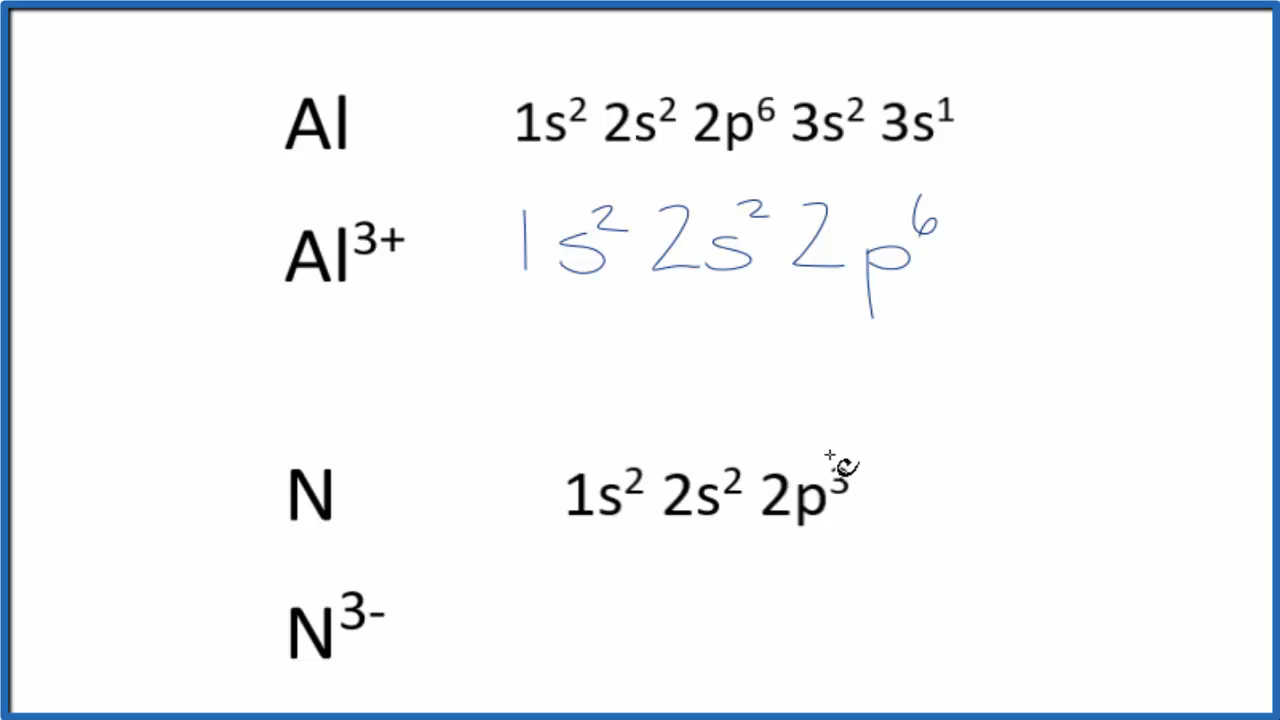 Al 1s² 2s² 2p⁶ 3s² 3s¹
Al³⁺ 1s² 2s² 2p⁶
N 1s² 2s² 2p³
N³⁻